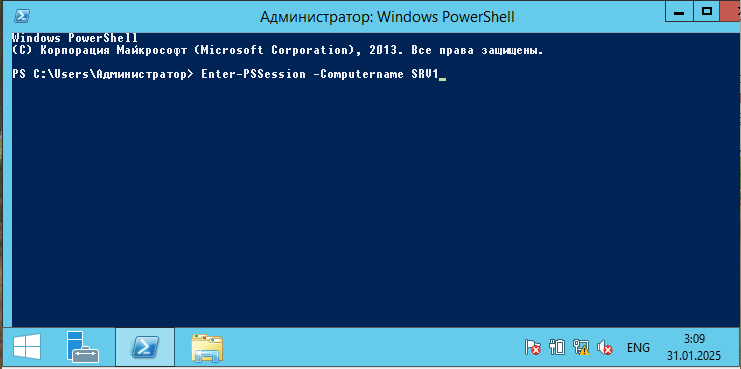 Администратор: Windows PowerShell
Windows PowerShell
(C) Корпорация Майкрософт (Microsoft Corporation), 2013. Все права защищены.
PS C:\Users\Администратор> Enter-PSSession -Computername SRV1
ENG
3:09
31.01.2025